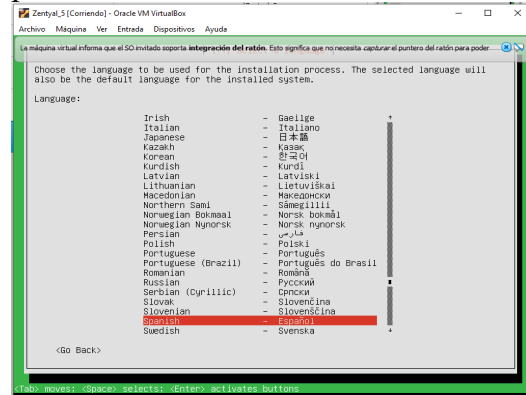 Zentyal_5 [Corriendo] - Oracle VM VirtualBox
Archivo Máquina Ver Entrada Dispositivos Ayuda
La máquina virtual informa que el SO invitado soporta integración del ratón. Esto significa que no necesita capturar el puntero del ratón para poder
Choose the language to be used for the installation process. The selected language will
also be the default language for the installed system.
Language:
Irish - Gaeilge
Italian - Italiano
Japanese - 日本語
Kazakh - Қазақ
Korean - 한국어
Kurdish - Kurdî
Latvian - Latviski
Lithuanian - Lietuviškai
Macedonian - Македонски
Northern Sami - Sámegillii
Norwegian Bokmaal - Norsk bokmål
Norwegian Nynorsk - Norsk nynorsk
Persian - فارسی
Polish - Polski
Portuguese - Português
Portuguese (Brazil) - Português do Brasil
Romanian - Română
Russian - Русский
Serbian (Cyrillic) - Српски
Slovak - Slovenčina
Slovenian - Slovenščina
Spanish - Español
Swedish - Svenska
<Go Back>
<Tab> moves; <Space> selects; <Enter> activates buttons